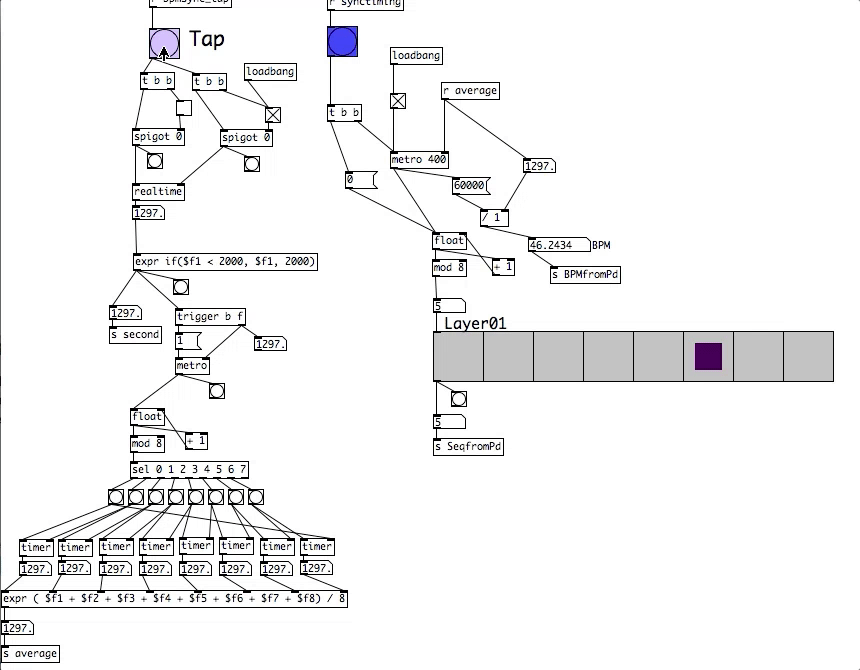 r bpmsync_tap
r synctiming
Tap
loadbang
loadbang
t b b
t b b
r average
t b b
spigot 0
spigot 0
metro 400
1297.
0
60000
realtime
1297.
/ 1
float
46.2434
BPM
expr if($f1 < 2000, $f1, 2000)
mod 8
+ 1
s BPMfromPd
1297.
trigger b f
5
s second
1
1297.
Layer01
metro
float
+ 1
5
mod 8
s SeqfromPd
sel 0 1 2 3 4 5 6 7
timer timer timer timer timer timer timer timer
1297. 1297. 1297. 1297. 1297. 1297. 1297. 1297.
expr ( $f1 + $f2 + $f3 + $f4 + $f5 + $f6 + $f7 + $f8) / 8
1297.
s average